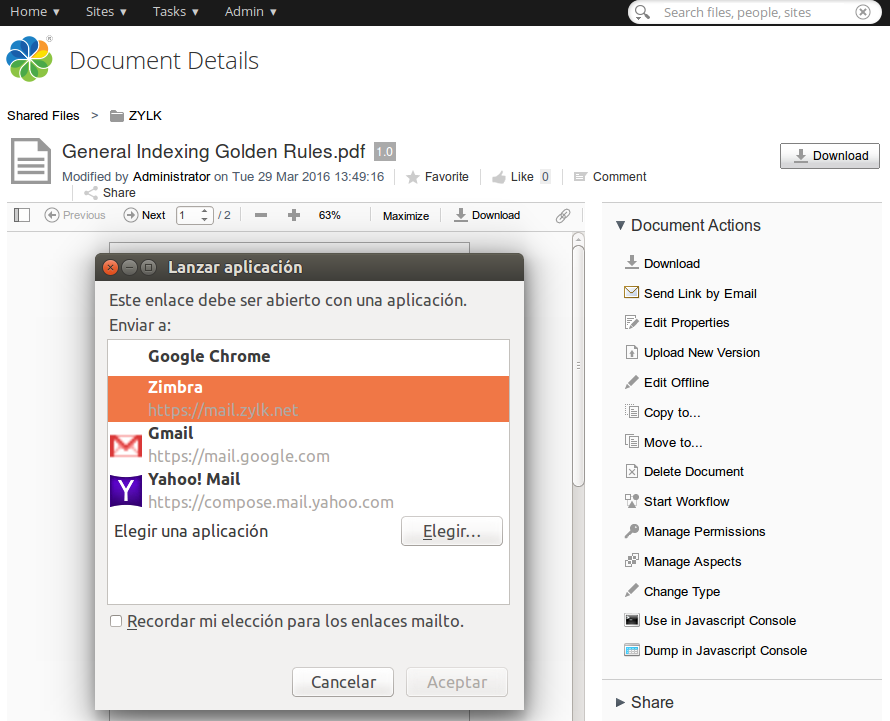 Home ▾ Sites ▾ Tasks ▾ Admin ▾ Search files, people, sites
Document Details
Shared Files > ZYLK
General Indexing Golden Rules.pdf 1.0
Download
Modified by Administrator on Tue 29 Mar 2016 13:49:16 Favorite Like 0 Comment
Share
Previous Next 1 / 2 63% Maximize Download
Lanzar aplicación
Este enlace debe ser abierto con una aplicación.
Enviar a:
Google Chrome
Zimbra
https://mail.zylk.net
Gmail
https://mail.google.com
Yahoo! Mail
https://compose.mail.yahoo.com
Elegir una aplicación Elegir...
Recordar mi elección para los enlaces mailto.
Cancelar Aceptar
Document Actions
Download
Send Link by Email
Edit Properties
Upload New Version
Edit Offline
Copy to...
Move to...
Delete Document
Start Workflow
Manage Permissions
Manage Aspects
Change Type
Use in Javascript Console
Dump in Javascript Console
Share